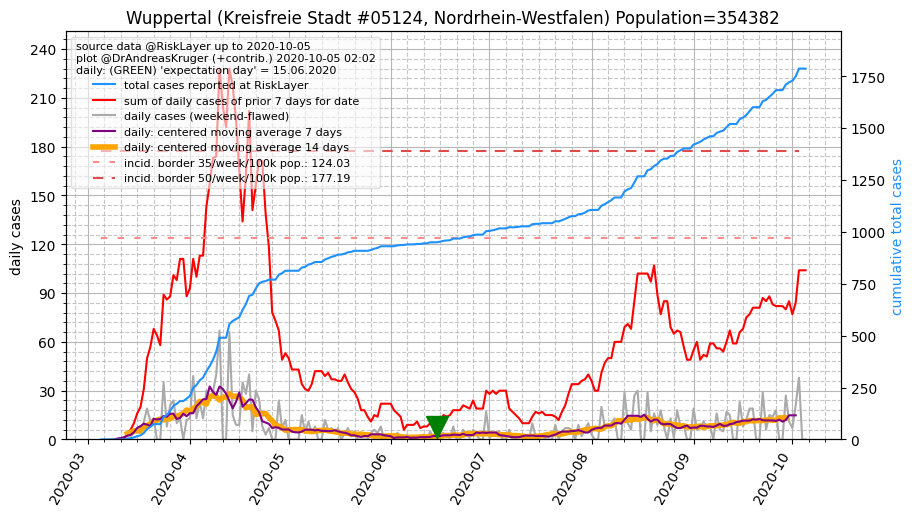 Wuppertal (Kreisfreie Stadt #05124, Nordrhein-Westfalen) Population=354382
source data @RiskLayer up to 2020-10-05
plot @DrAndreasKruger (+contrib.) 2020-10-05 02:02
daily: (GREEN) 'expectation day' = 15.06.2020
total cases reported at RiskLayer
sum of daily cases of prior 7 days for date
daily cases (weekend-flawed)
daily: centered moving average 7 days
daily: centered moving average 14 days
incid. border 35/week/100k pop.: 124.03
incid. border 50/week/100k pop.: 177.19
daily cases
240
210
180
150
120
90
60
30
0
cumulative total cases
1750
1500
1250
1000
750
500
250
0
2020-03
2020-04
2020-05
2020-06
2020-07
2020-08
2020-09
2020-10